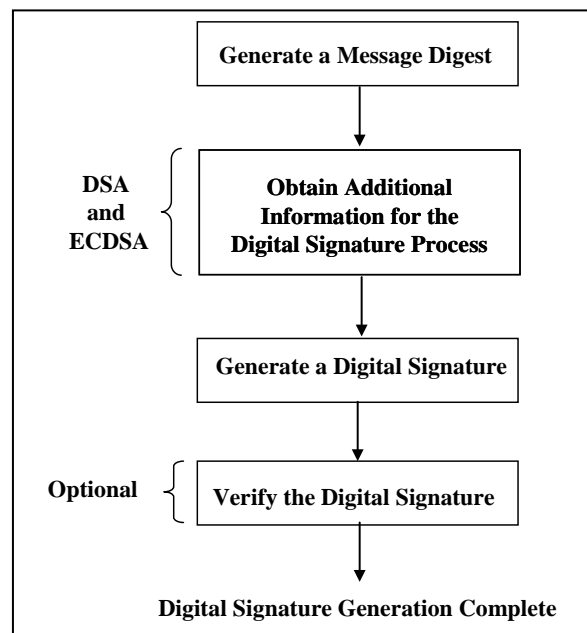 Generate a Message Digest
DSA
and
ECDSA
Obtain Additional
Information for the
Digital Signature Process
Generate a Digital Signature
Optional
Verify the Digital Signature
Digital Signature Generation Complete